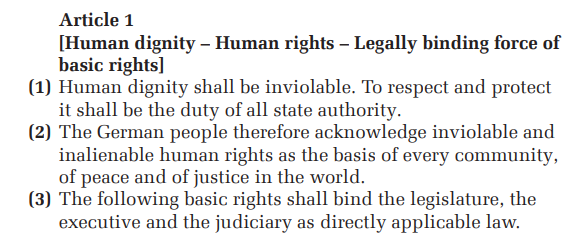 Article 1
[Human dignity – Human rights – Legally binding force of
basic rights]
(1) Human dignity shall be inviolable. To respect and protect
it shall be the duty of all state authority.
(2) The German people therefore acknowledge inviolable and
inalienable human rights as the basis of every community,
of peace and of justice in the world.
(3) The following basic rights shall bind the legislature, the
executive and the judiciary as directly applicable law.